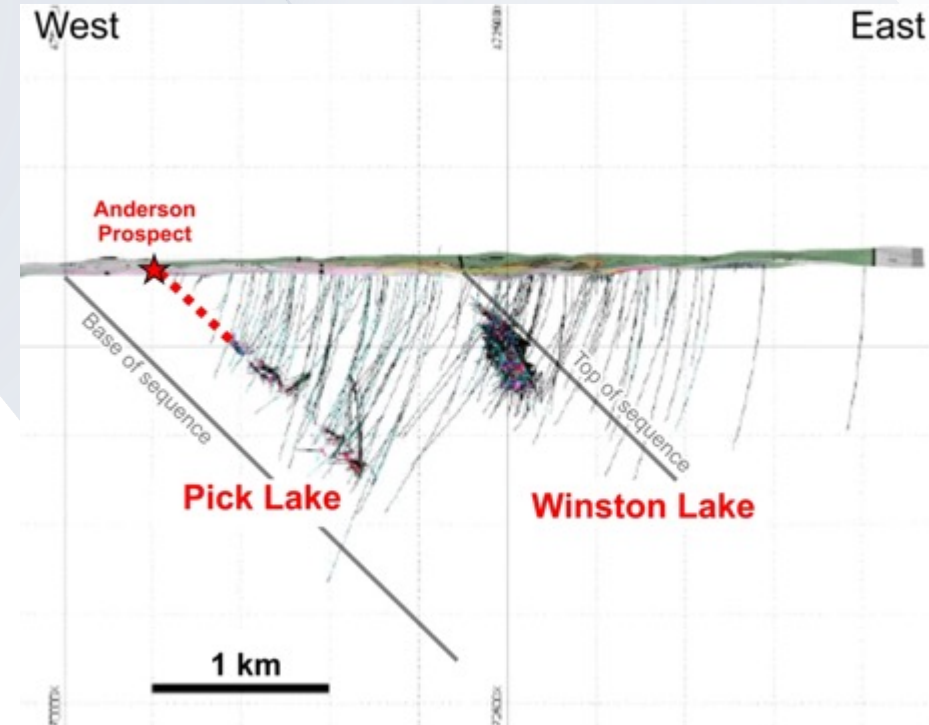 West
East
Anderson
Prospect
Base of sequence
Top of sequence
Pick Lake
Winston Lake
1 km